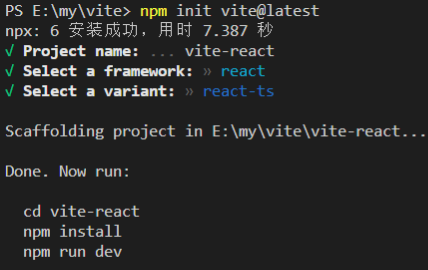 PS E:\my\vite> npm init vite@latest
npx: 6 安装成功，用时 7.387 秒
√ Project name: ... vite-react
√ Select a framework: » react
√ Select a variant: » react-ts
Scaffolding project in E:\my\vite\vite-react...
Done. Now run:
cd vite-react
npm install
npm run dev